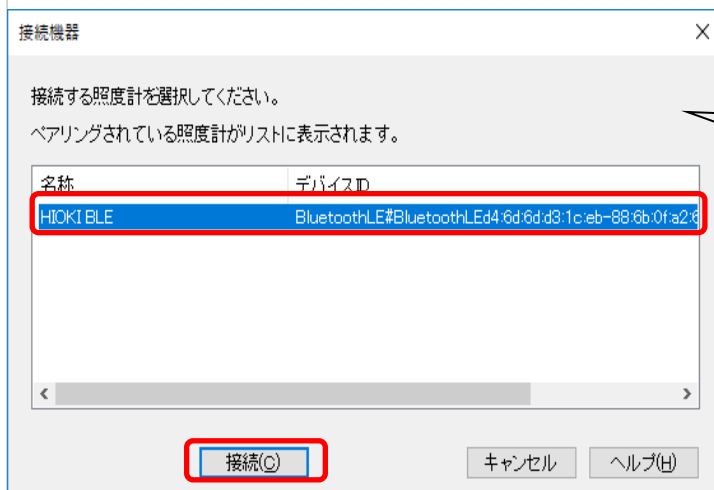 接続機器
接続する照度計を選択してください。
ペアリングされている照度計がリストに表示されます。
名称 デバイスID
HIOKI BLE BluetoothLE#BluetoothLEd4:6d:6d:d3:1c:eb-88:6b:0f:a2:6
接続(C) キャンセル ヘルプ(H)